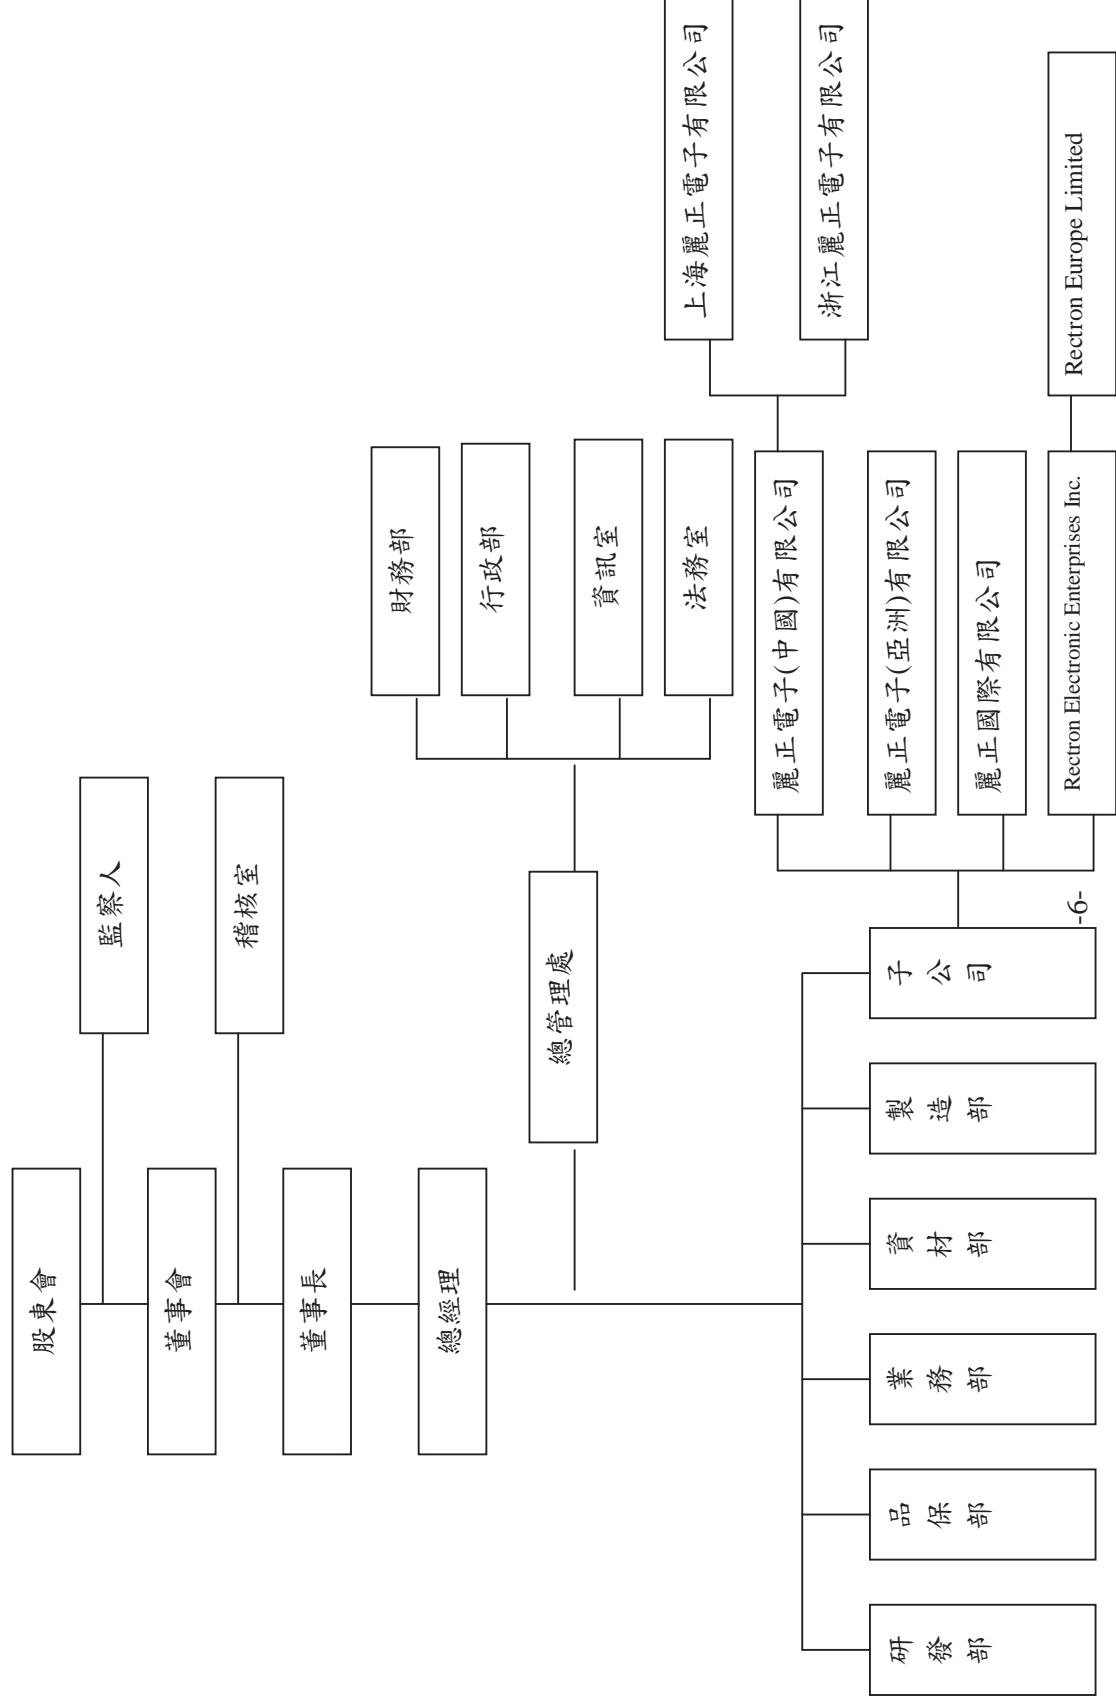 股東會
監察人
董事會
稽核室
董事長
總經理
總管理處
財務部
行政部
資訊室
法務室
研發部
品保部
業務部
資材部
製造部
子公司
麗正電子(中國)有限公司
麗正電子(亞洲)有限公司
麗正國際有限公司
Rectron Electronic Enterprises Inc.
上海麗正電子有限公司
浙江麗正電子有限公司
Rectron Europe Limited
-6-